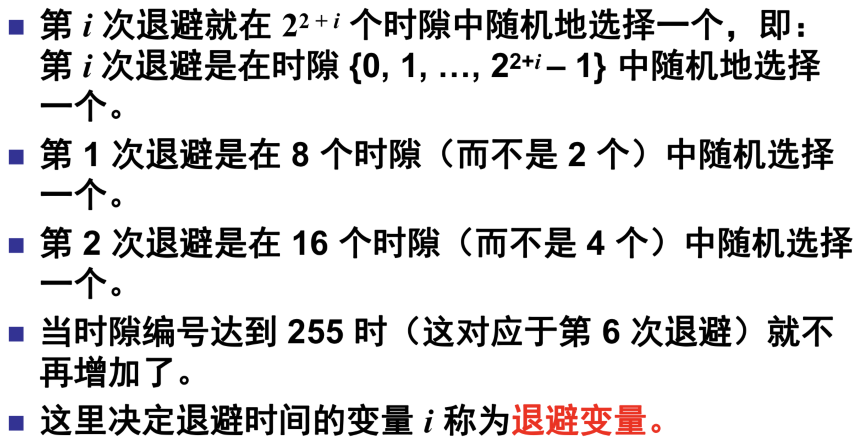 ■ 第 i 次退避就在 2²⁺ⁱ 个时隙中随机地选择一个，即：
第 i 次退避是在时隙 {0, 1, …, 2²⁺ⁱ – 1} 中随机地选择
一个。
■ 第 1 次退避是在 8 个时隙（而不是 2 个）中随机选择
一个。
■ 第 2 次退避是在 16 个时隙（而不是 4 个）中随机选择
一个。
■ 当时隙编号达到 255 时（这对应于第 6 次退避）就不
再增加了。
■ 这里决定退避时间的变量 i 称为退避变量。